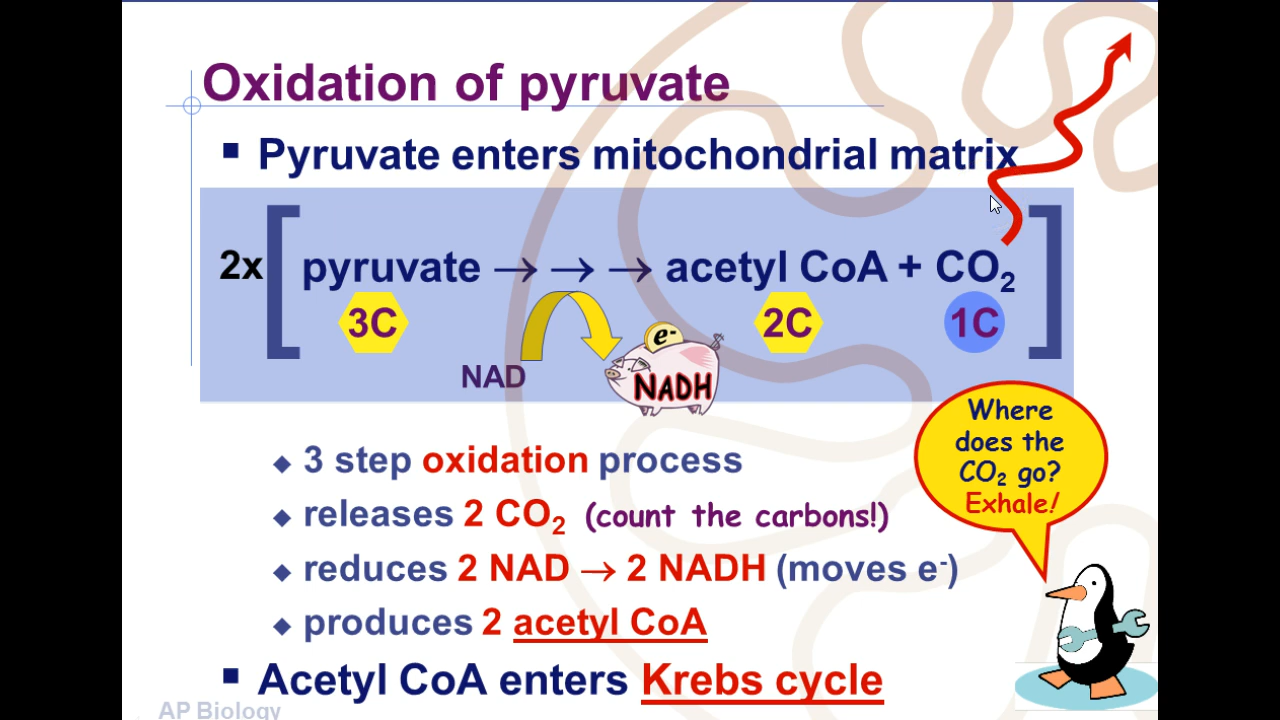 Oxidation of pyruvate
▪ Pyruvate enters mitochondrial matrix
2x [ pyruvate → → → acetyl CoA + CO₂ ]
3C 2C 1C
NAD
e-
NADH
Where
does the
CO₂ go?
Exhale!
◆ 3 step oxidation process
◆ releases 2 CO₂ (count the carbons!)
◆ reduces 2 NAD → 2 NADH (moves e⁻)
◆ produces 2 acetyl CoA
▪ Acetyl CoA enters Krebs cycle
AP Biology